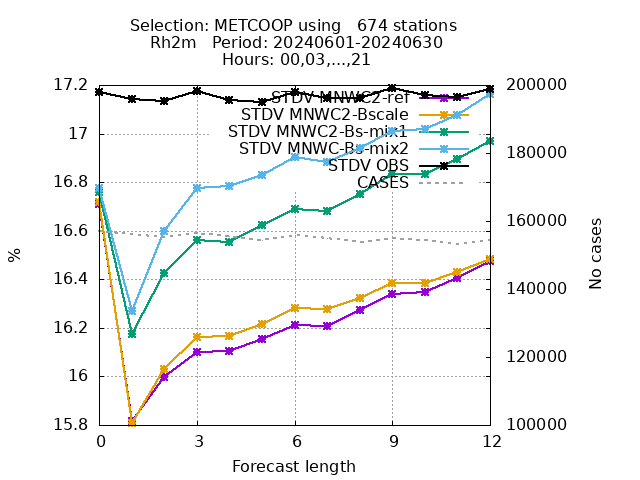 Selection: METCOOP using   674 stations
Rh2m   Period: 20240601-20240630
Hours: 00,03,...,21
17.2
17
16.8
16.6
16.4
16.2
16
15.8
%
STDV MNWC2-ref
STDV MNWC2-Bscale
STDV MNWC2-Bs-mix1
STDV MNWC-Bs-mix2
STDV OBS
CASES
200000
180000
160000
140000
120000
100000
No cases
0 3 6 9 12
Forecast length